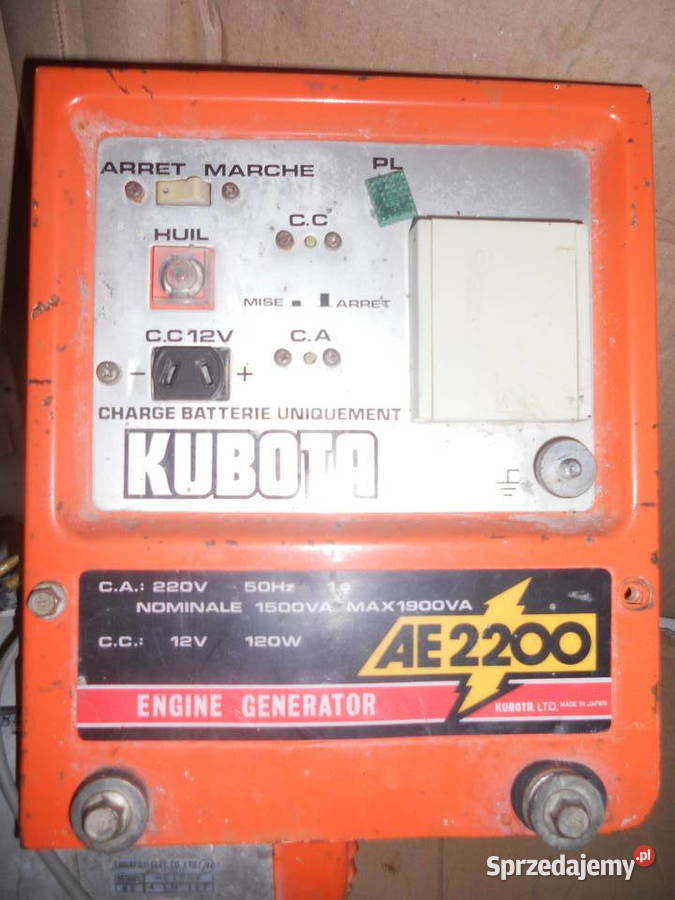 ARRET MARCHE PL
C.C
HUIL
MISE ARRET
C.C 12V C.A
- +
CHARGE BATTERIE UNIQUEMENT
KUBOTA
C.A.: 220V 50Hz 1ø
NOMINALE 1500VA MAX1900VA
C.C.: 12V 120W
AE2200
ENGINE GENERATOR
KUBOTA, LTD. MADE IN JAPAN
Sprzedajemy.pl